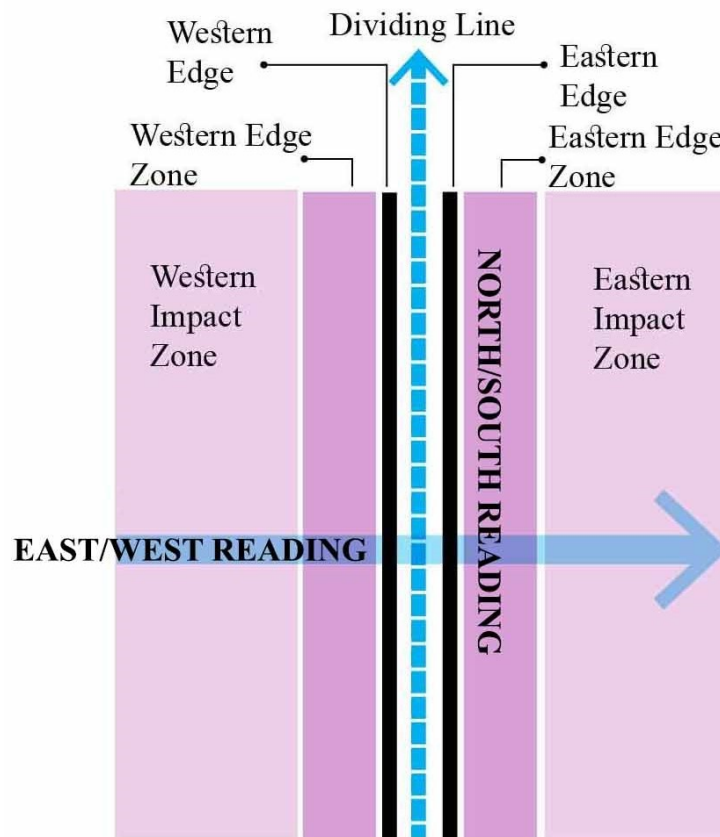 Western
Edge
Dividing Line
Eastern
Edge
Western Edge
Zone
Eastern Edge
Zone
Western
Impact
Zone
NORTH/SOUTH READING
Eastern
Impact
Zone
EAST/WEST READING